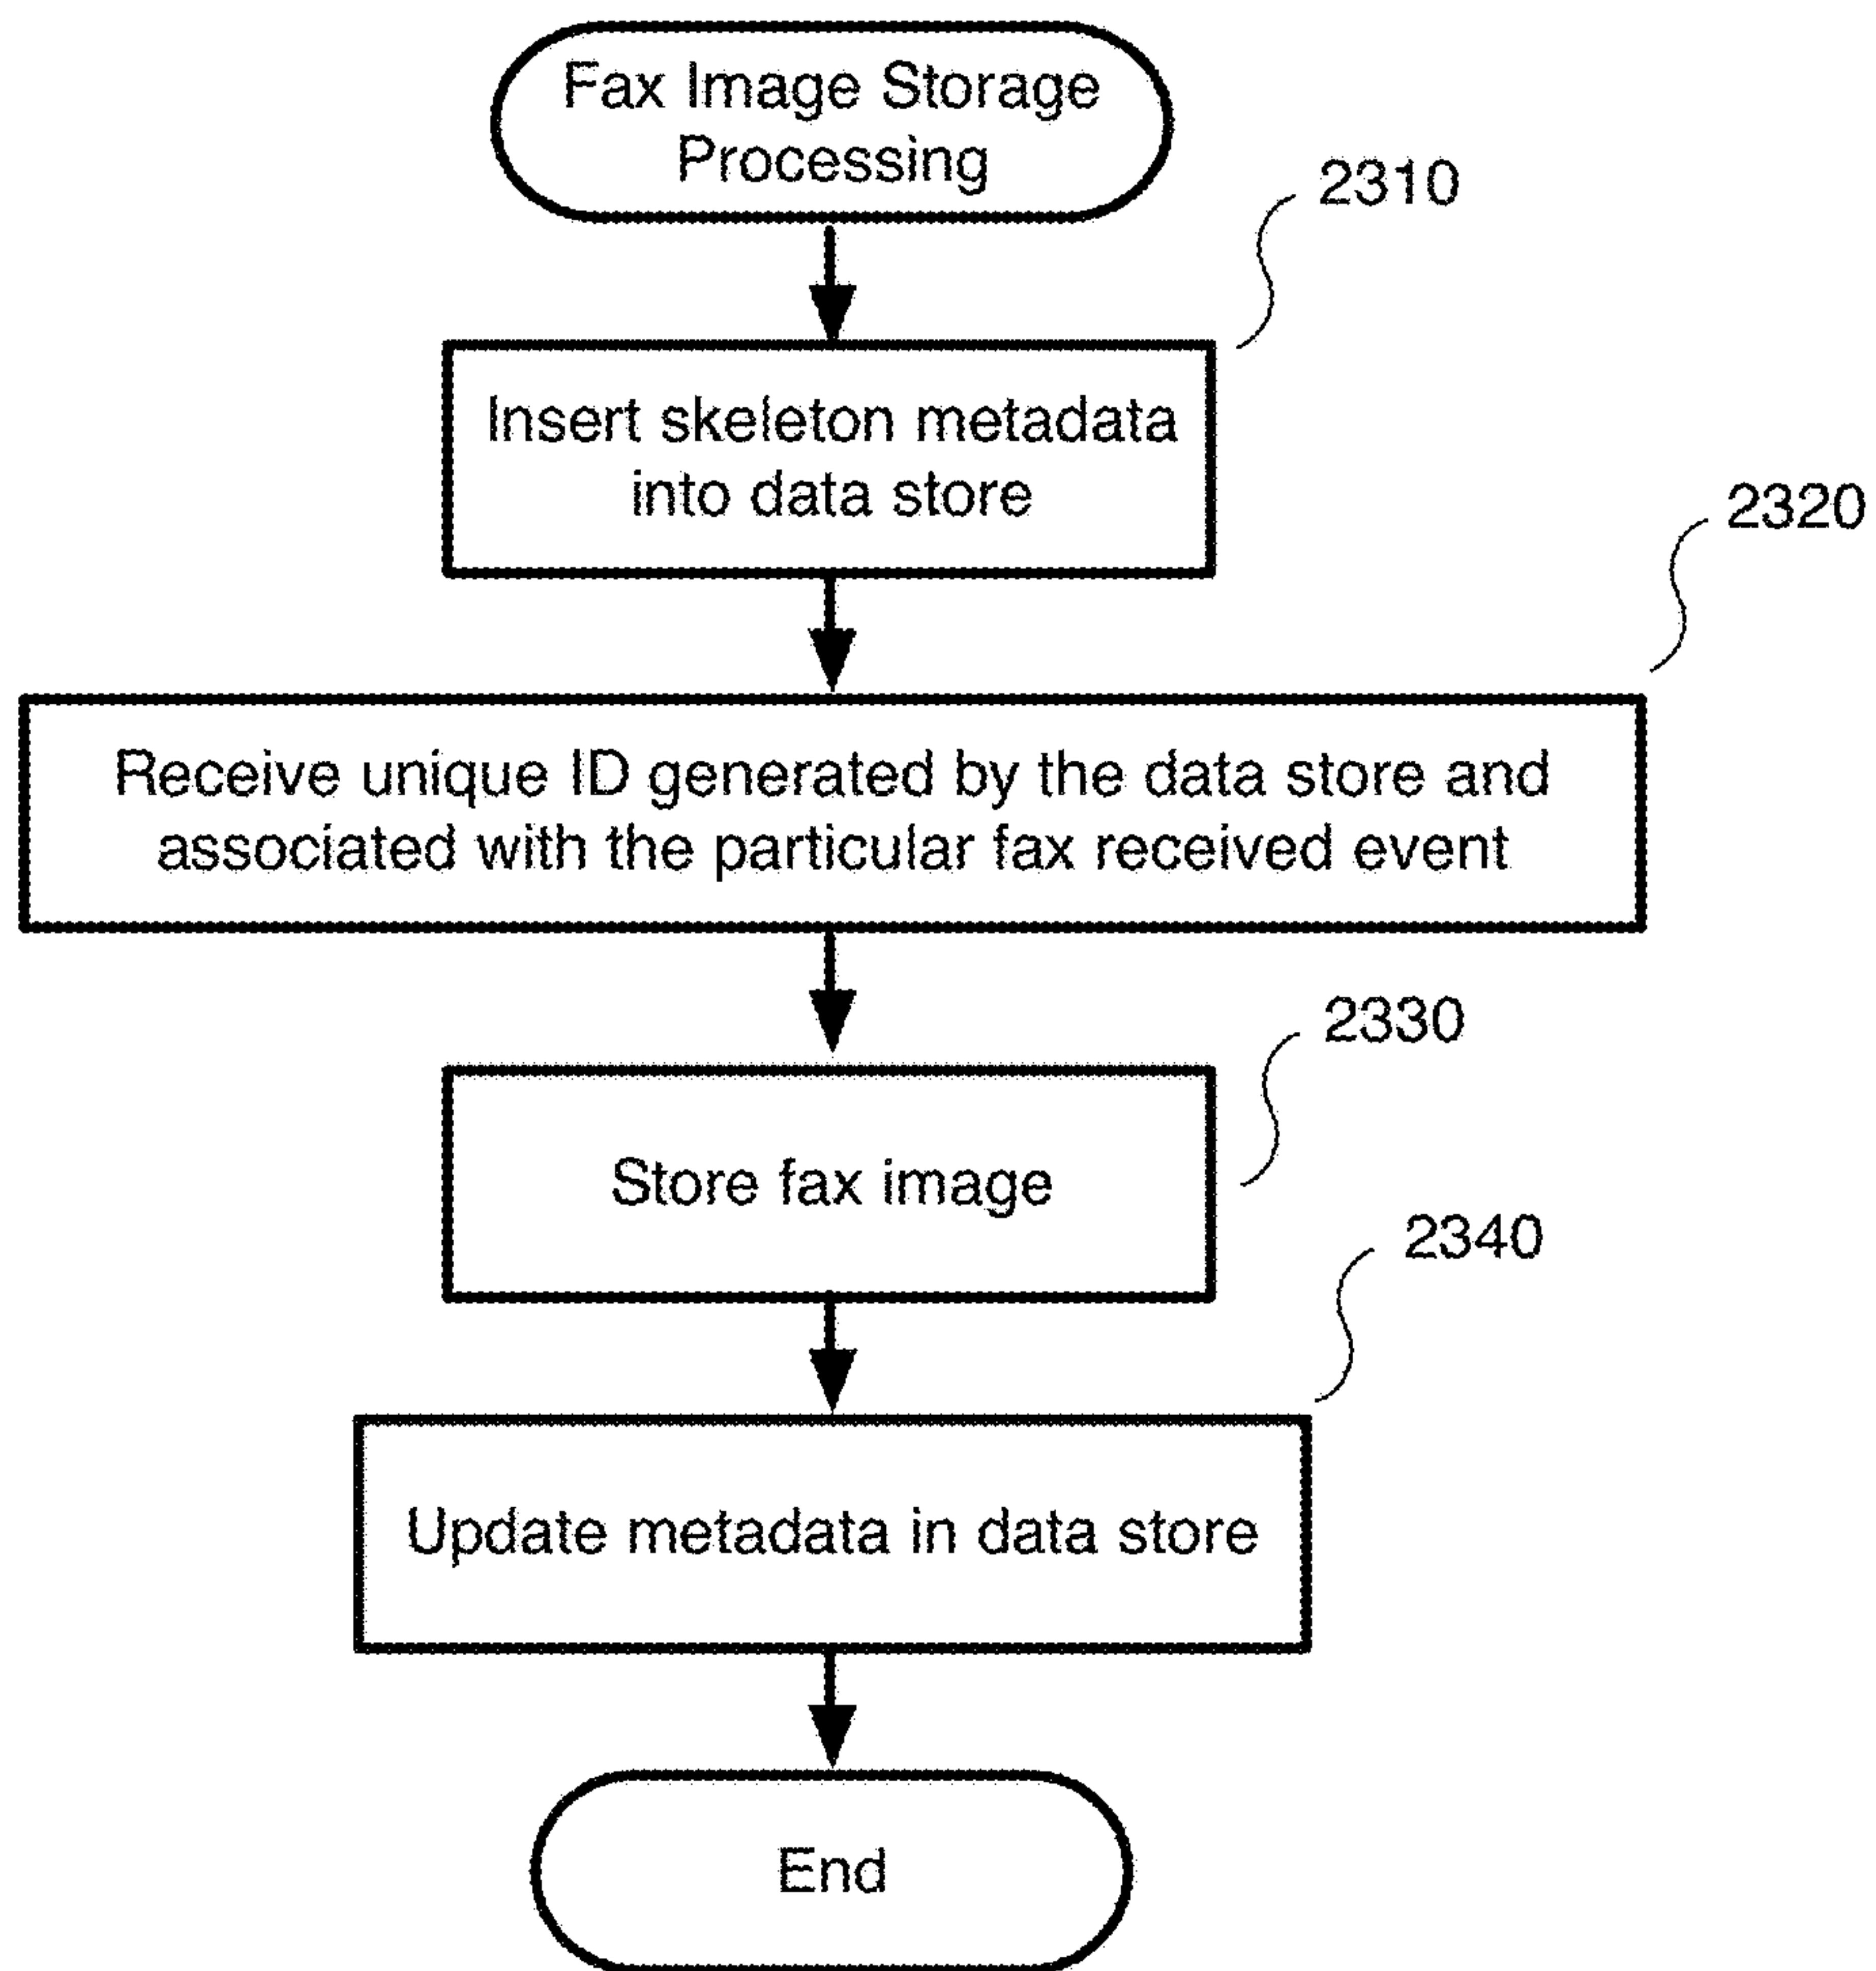 Fax Image Storage
Processing
2310
Insert skeleton metadata
into data store
2320
Receive unique ID generated by the data store and
associated with the particular fax received event
2330
Store fax image
2340
Update metadata in data store
End